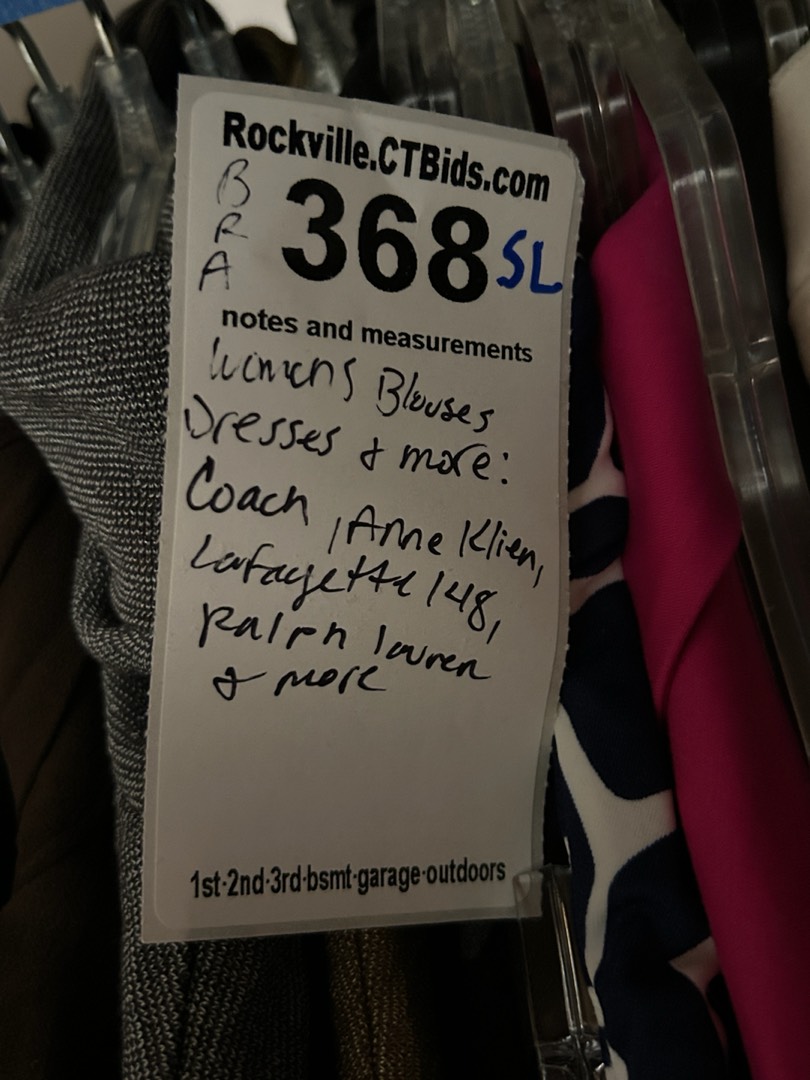 Rockville.CTBids.com
BRA
368 SL
notes and measurements
Womens Blouses
Dresses & more:
Coach, Anne Klien,
Lafayette 148,
Ralph lauren
& more
1st·2nd·3rd·bsmt·garage·outdoors